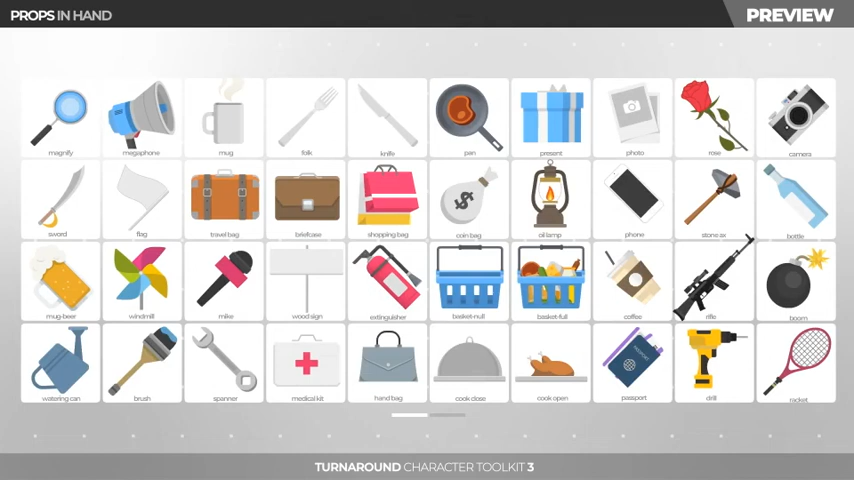 PROPS IN HAND
PREVIEW
magnify
megaphone
mug
folk
knife
pan
present
photo
rose
camera
sword
flag
travel bag
briefcase
shopping bag
coin bag
oil lamp
phone
stone ax
bottle
mug-beer
windmill
mike
wood sign
extinguisher
basket-null
basket-full
coffee
rifle
boom
watering can
brush
spanner
medical kit
hand bag
cook close
cook open
PASSPORT
passport
drill
racket
TURNAROUND CHARACTER TOOLKIT 3